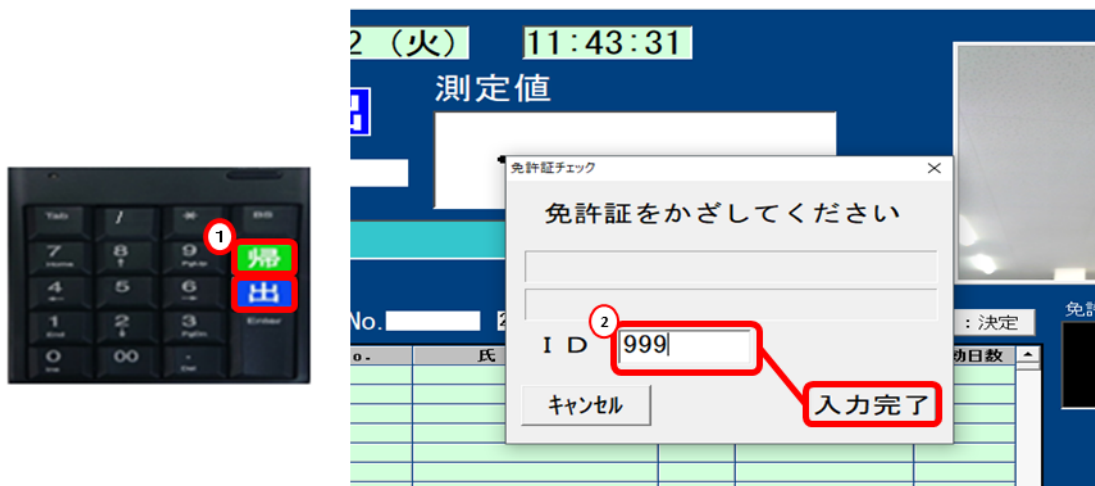 2 (火) 11:43:31
測定値
免許証チェック
免許証をかざしてください
ＩＤ 999
キャンセル 入力完了
No.
:決定
免許
o. 氏 効日数
1
2
帰
出
Tab / * BS
7 8 9
Home ↑ PgUp
4 5 6
← →
1 2 3 Enter
End ↓ PgDn
0 00 .
Ins Del